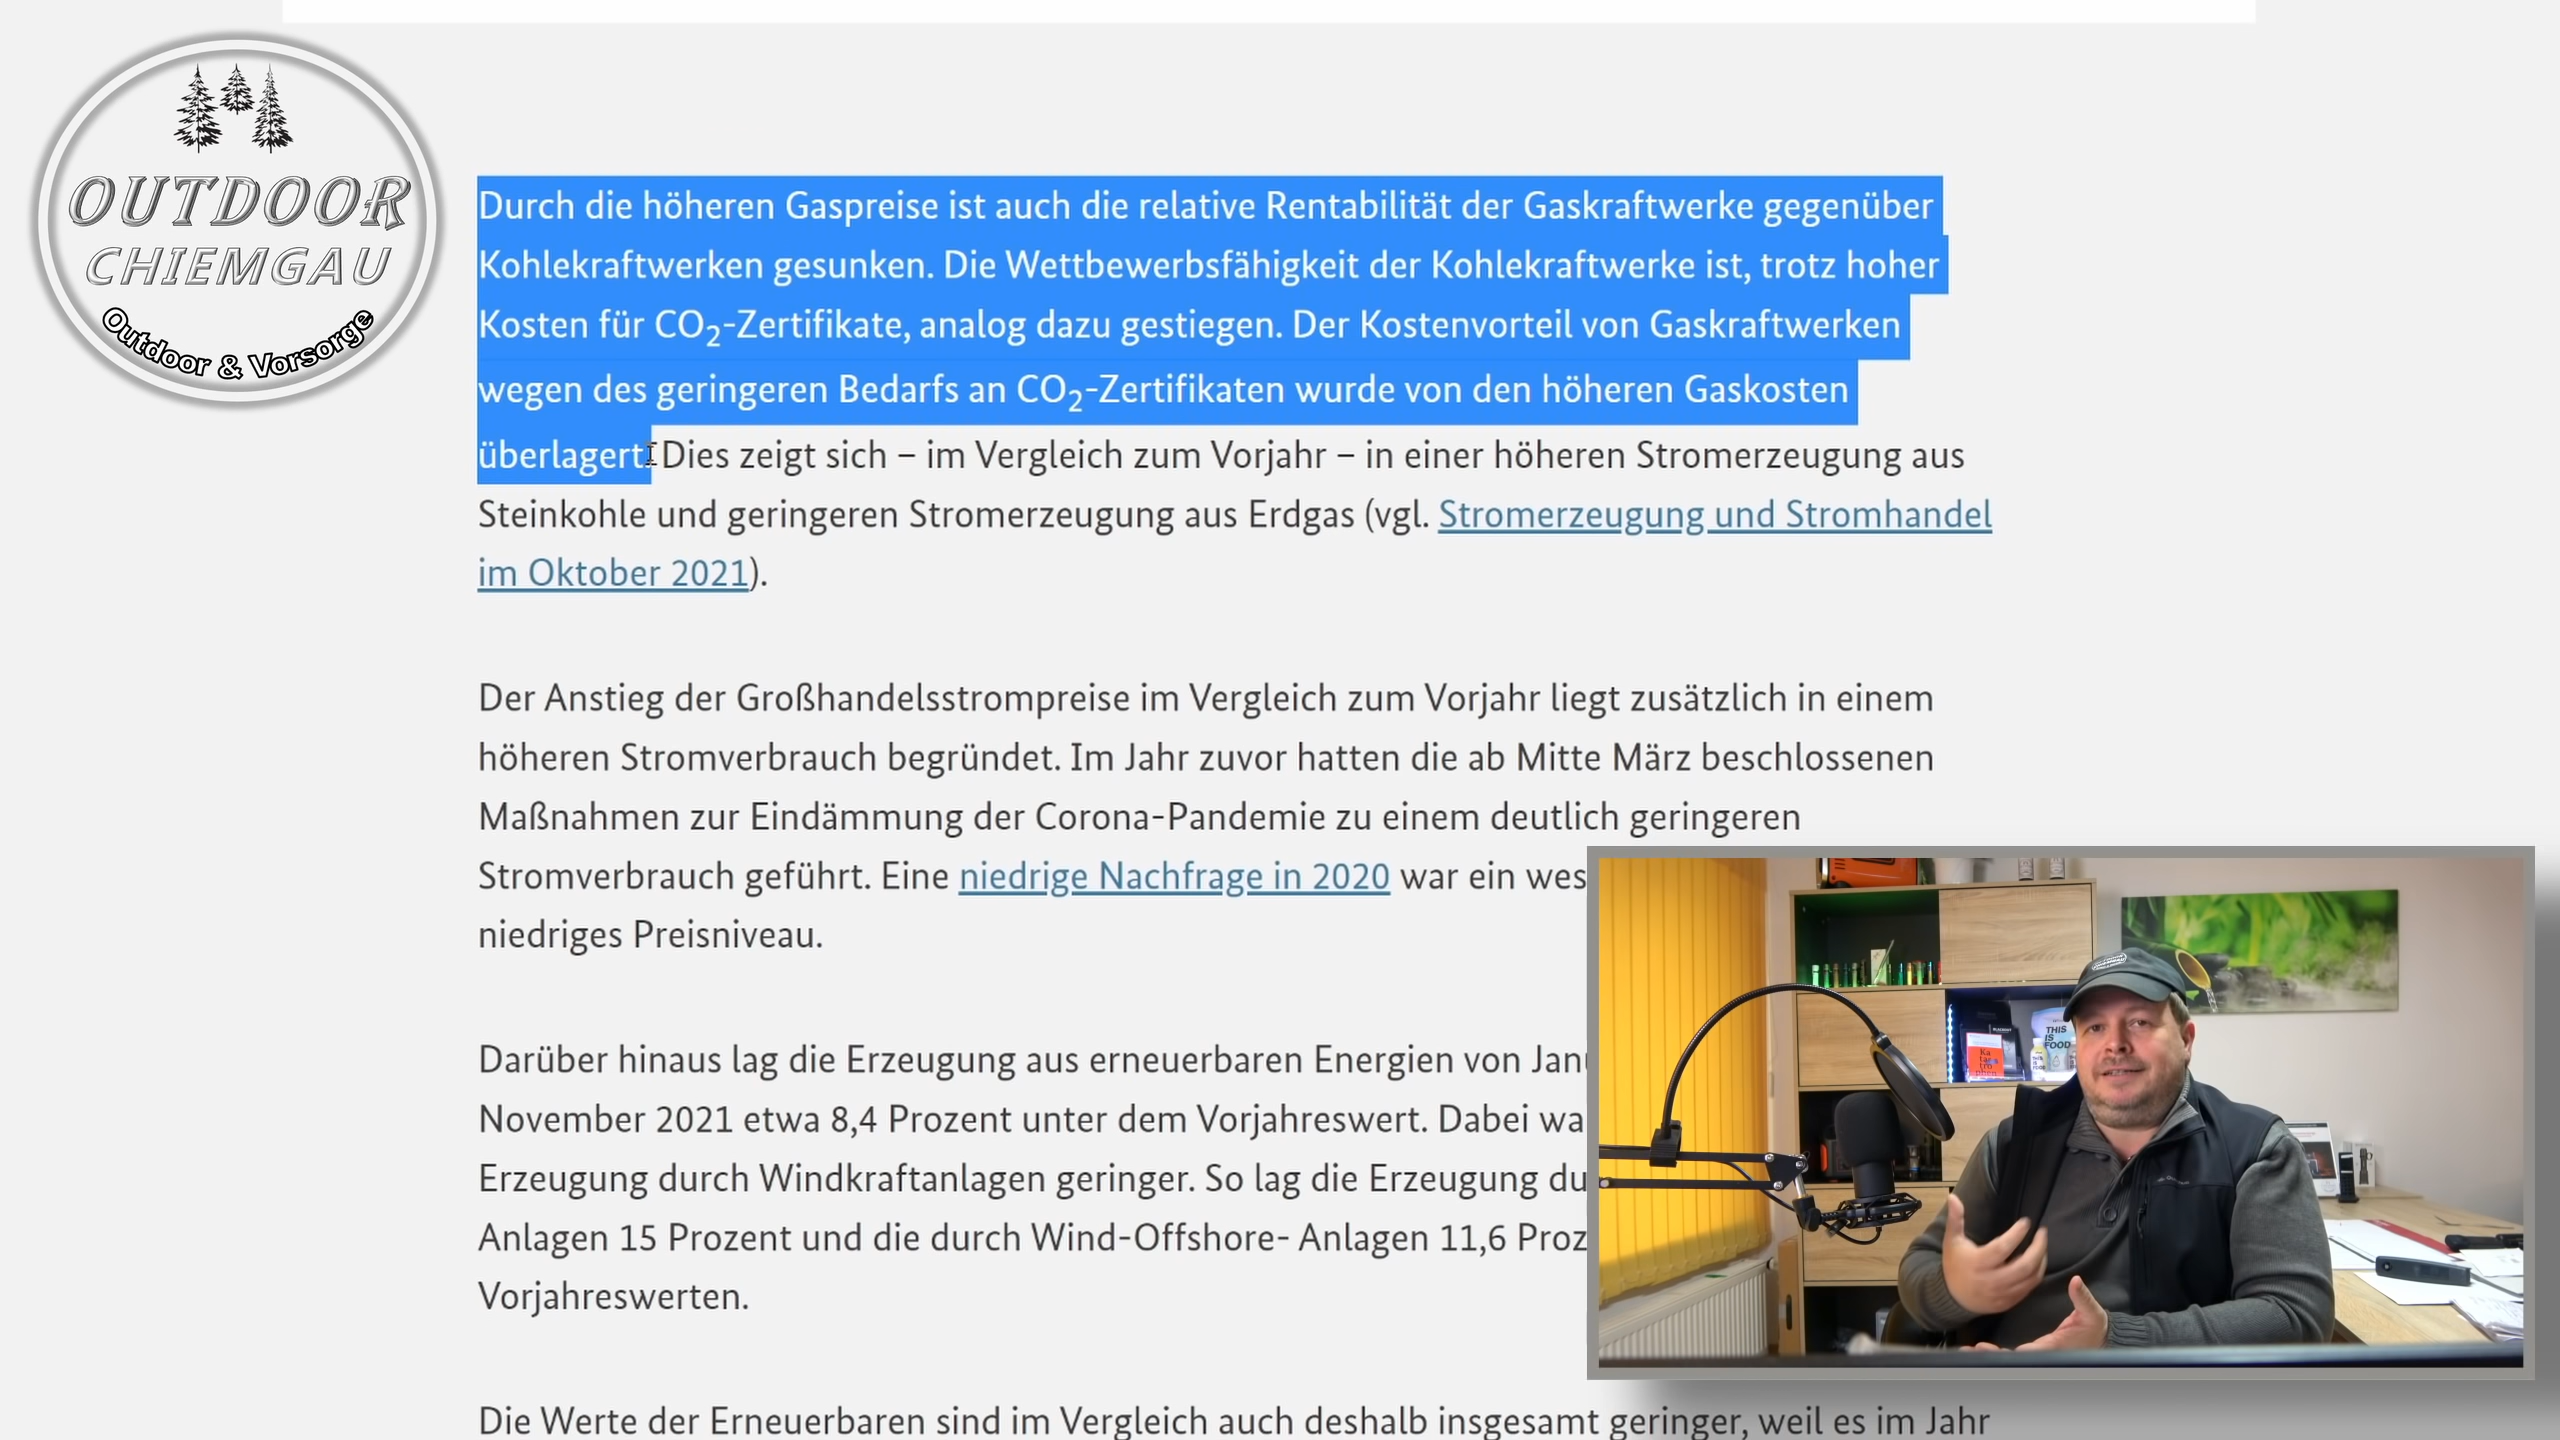 OUTDOOR
CHIEMGAU
Outdoor & Vorsorge
Durch die höheren Gaspreise ist auch die relative Rentabilität der Gaskraftwerke gegenüber
Kohlekraftwerken gesunken. Die Wettbewerbsfähigkeit der Kohlekraftwerke ist, trotz hoher
Kosten für CO₂-Zertifikate, analog dazu gestiegen. Der Kostenvorteil von Gaskraftwerken
wegen des geringeren Bedarfs an CO₂-Zertifikaten wurde von den höheren Gaskosten
überlagert. Dies zeigt sich – im Vergleich zum Vorjahr – in einer höheren Stromerzeugung aus
Steinkohle und geringeren Stromerzeugung aus Erdgas (vgl. Stromerzeugung und Stromhandel
im Oktober 2021).
Der Anstieg der Großhandelsstrompreise im Vergleich zum Vorjahr liegt zusätzlich in einem
höheren Stromverbrauch begründet. Im Jahr zuvor hatten die ab Mitte März beschlossenen
Maßnahmen zur Eindämmung der Corona-Pandemie zu einem deutlich geringeren
Stromverbrauch geführt. Eine niedrige Nachfrage in 2020 war ein wes
niedriges Preisniveau.
Darüber hinaus lag die Erzeugung aus erneuerbaren Energien von Janu
November 2021 etwa 8,4 Prozent unter dem Vorjahreswert. Dabei wa
Erzeugung durch Windkraftanlagen geringer. So lag die Erzeugung du
Anlagen 15 Prozent und die durch Wind-Offshore- Anlagen 11,6 Proz
Vorjahreswerten.
Die Werte der Erneuerbaren sind im Vergleich auch deshalb insgesamt geringer, weil es im Jahr
THIS
IS
FOOD
Ka
tas
tro
phen